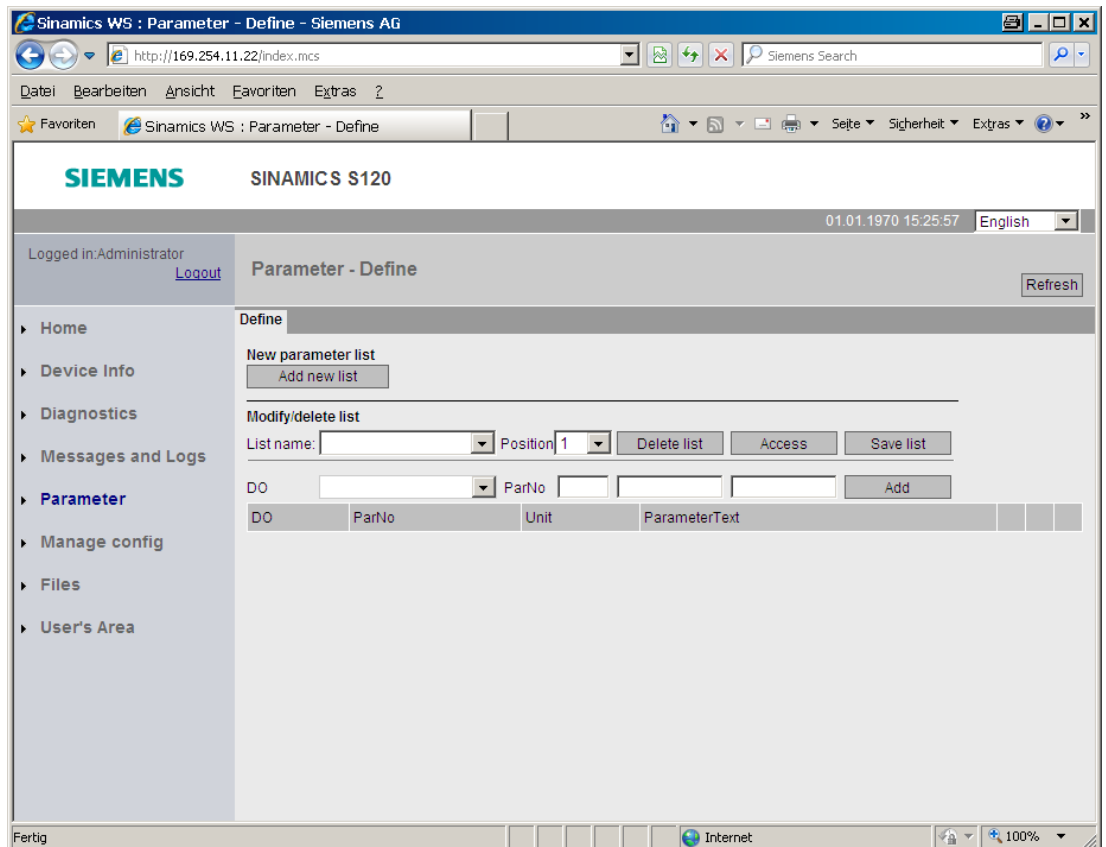 Sinamics WS : Parameter - Define - Siemens AG
http://169.254.11.22/index.mcs
Siemens Search
Datei Bearbeiten Ansicht Favoriten Extras ?
Favoriten Sinamics WS : Parameter - Define Seite Sicherheit Extras »
SIEMENS SINAMICS S120
01.01.1970 15:25:57 English
Logged in:Administrator
Logout
Parameter - Define
Refresh
Home
Device Info
Diagnostics
Messages and Logs
Parameter
Manage config
Files
User's Area
Define
New parameter list
Add new list
Modify/delete list
List name: Position 1 Delete list Access Save list
DO ParNo Add
DO ParNo Unit ParameterText
Fertig Internet 100%